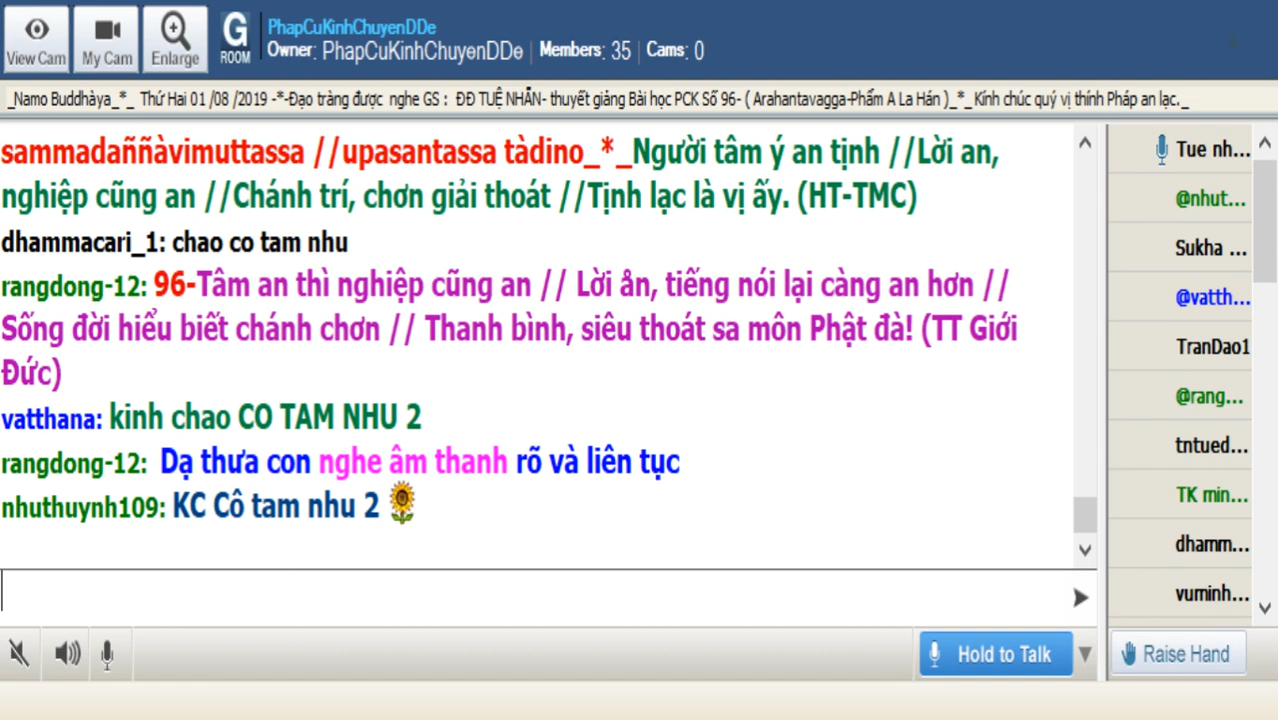 View Cam
My Cam
Enlarge
G
ROOM
PhapCuKinhChuyenDDe
Owner: PhapCuKinhChuyenDDe | Members: 35 | Cams: 0
_Namo Buddhàya_*_ Thứ Hai 01 /08 /2019 -*-Đạo tràng được nghe GS : ĐĐ TUỆ NHẪN- thuyết giảng Bài học PCK Số 96- ( Arahantavagga-Phẩm A La Hán )_*_Kính chúc quý vị thính Pháp an lạc._
sammadaññàvimuttassa //upasantassa tàdino_*_Người tâm ý an tịnh //Lời an,
nghiệp cũng an //Chánh trí, chơn giải thoát //Tịnh lạc là vị ấy. (HT-TMC)
dhammacari_1: chao co tam nhu
rangdong-12: 96-Tâm an thì nghiệp cũng an // Lời ản, tiếng nói lại càng an hơn //
Sống đời hiểu biết chánh chơn // Thanh bình, siêu thoát sa môn Phật đà! (TT Giới
Đức)
vatthana: kinh chao CO TAM NHU 2
rangdong-12: Dạ thưa con nghe âm thanh rõ và liên tục
nhuthuynh109: KC Cô tam nhu 2
Tue nh...
@nhut...
Sukha ...
@vatth...
TranDao1
@rang...
tntued...
TK min...
dhamm...
vuminh...
Hold to Talk
Raise Hand